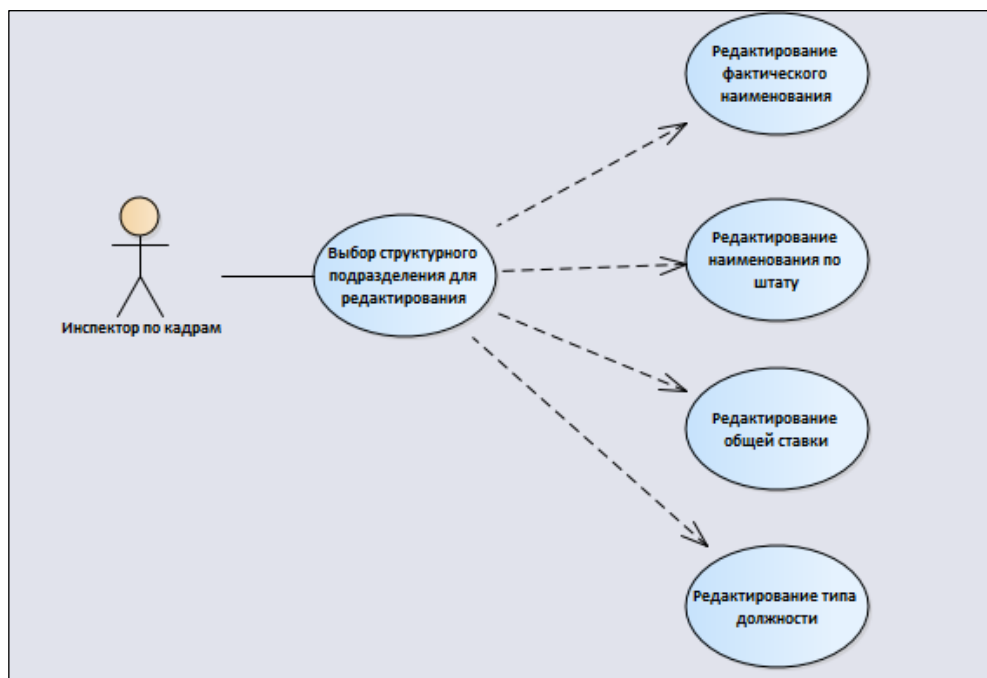 Редактирование
фактического
наименования
Редактирование
наименования по
штату
Выбор структурного
подразделения для
редактирования
Инспектор по кадрам
Редактирование
общей ставки
Редактирование типа
должности